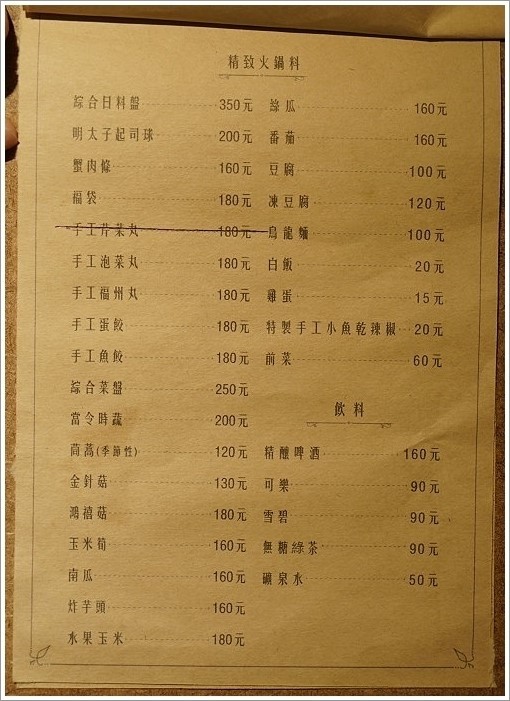 精致火鍋料
綜合日料盤 350元
明太子起司球 200元
蟹肉條 160元
福袋 180元
手工芹菜丸 180元
手工泡菜丸 180元
手工福州丸 180元
手工蛋餃 180元
手工魚餃 180元
綜合菜盤 250元
當令時蔬 200元
茼蒿(季節性) 120元
金針菇 130元
鴻禧菇 180元
玉米筍 160元
南瓜 160元
炸芋頭 160元
水果玉米 180元
絲瓜 160元
番茄 160元
豆腐 100元
凍豆腐 120元
烏龍麵 100元
白飯 20元
雞蛋 15元
特製手工小魚乾辣椒 20元
前菜 60元
飲料
精釀啤酒 160元
可樂 90元
雪碧 90元
無糖綠茶 90元
礦泉水 50元